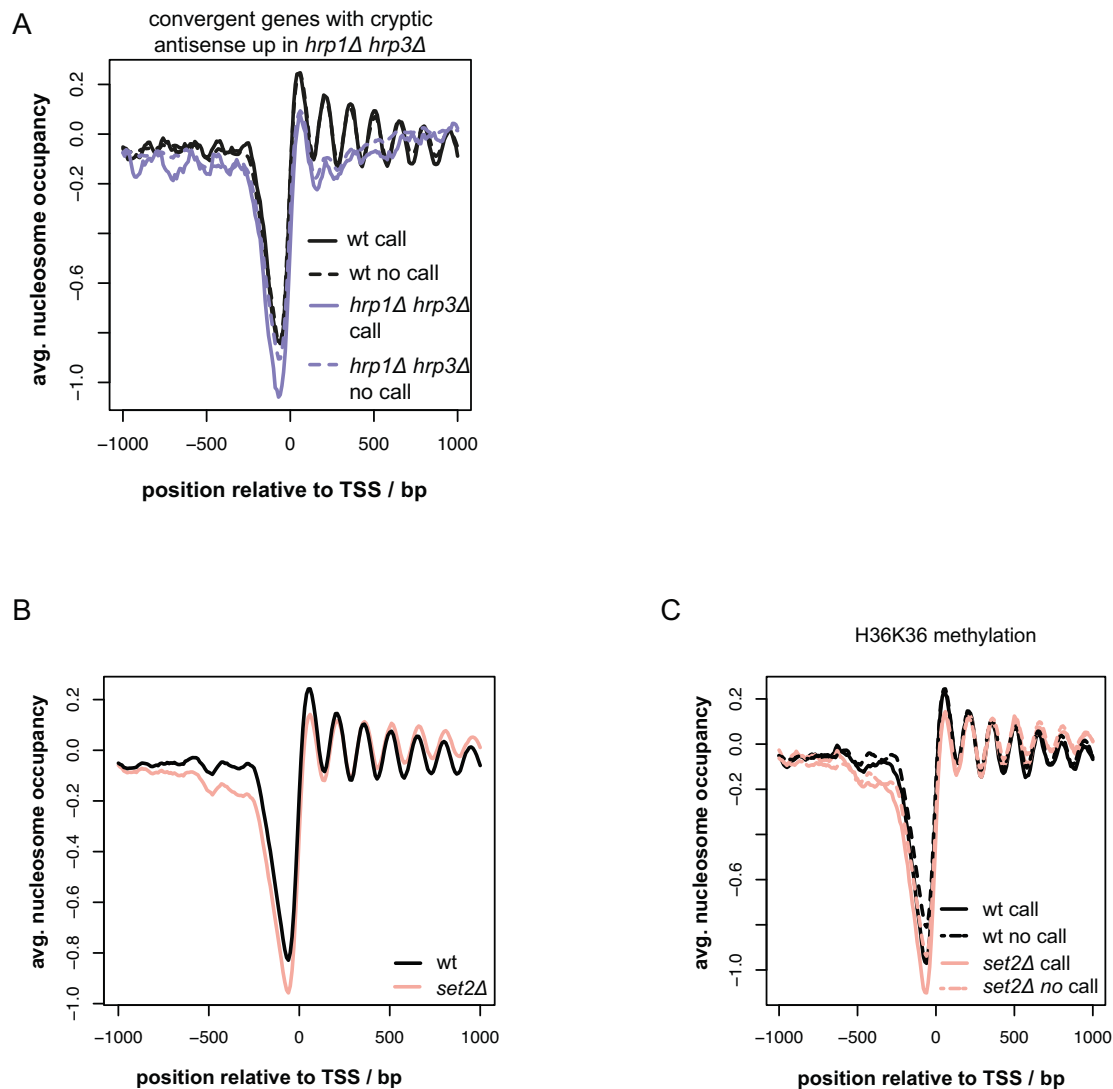 A
convergent genes with cryptic
antisense up in hrp1Δ hrp3Δ
avg. nucleosome occupancy
0.2
0.0
−0.2
−0.6
−1.0
wt call
wt no call
hrp1Δ hrp3Δ
call
hrp1Δ hrp3Δ
no call
−1000
−500
0
500
1000
position relative to TSS / bp
B
avg. nucleosome occupancy
0.2
0.0
−0.2
−0.4
−0.6
−0.8
−1.0
wt
set2Δ
−1000
−500
0
500
1000
position relative to TSS / bp
C
H36K36 methylation
avg. nucleosome occupancy
0.2
0.0
−0.2
−0.6
−1.0
wt call
wt no call
set2Δ call
set2Δ no call
−1000
−500
0
500
1000
position relative to TSS / bp